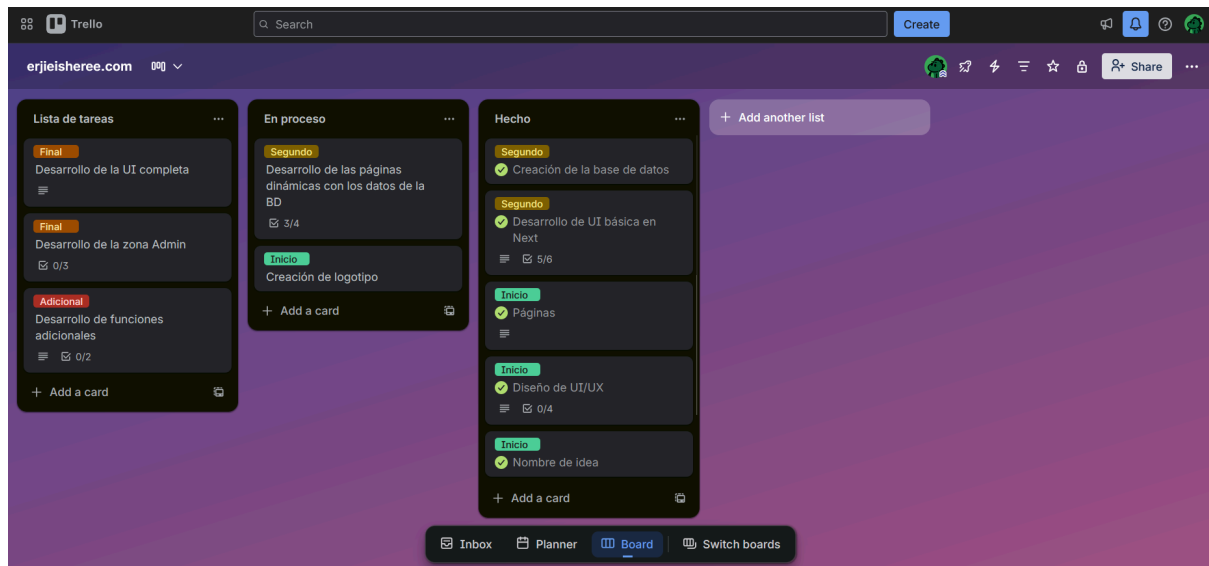 Trello
Search
Create
erjieisheree.com
Share
Lista de tareas
Final
Desarrollo de la UI completa
Final
Desarrollo de la zona Admin
0/3
Adicional
Desarrollo de funciones
adicionales
0/2
+ Add a card
En proceso
Segundo
Desarrollo de las páginas
dinámicas con los datos de la
BD
3/4
Inicio
Creación de logotipo
+ Add a card
Hecho
Segundo
Creación de la base de datos
Segundo
Desarrollo de UI básica en
Next
5/6
Inicio
Páginas
Inicio
Diseño de UI/UX
0/4
Inicio
Nombre de idea
+ Add a card
+ Add another list
Inbox
Planner
Board
Switch boards